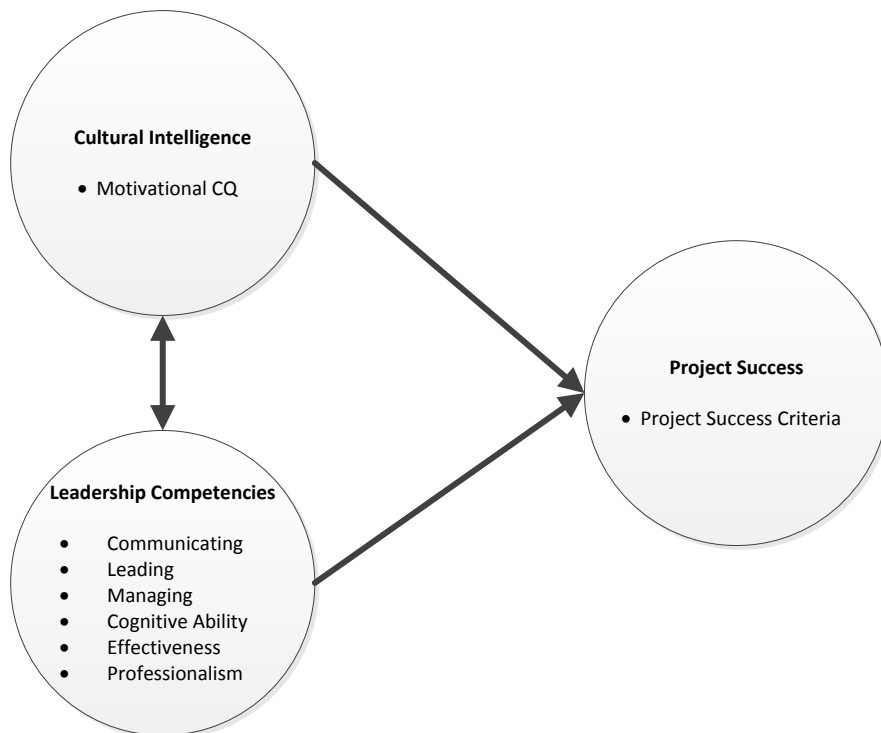 Cultural Intelligence
• Motivational CQ
Project Success
• Project Success Criteria
Leadership Competencies
• Communicating
• Leading
• Managing
• Cognitive Ability
• Effectiveness
• Professionalism